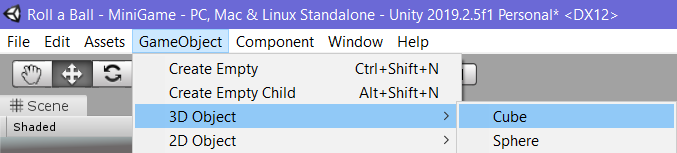 Roll a Ball - MiniGame - PC, Mac & Linux Standalone - Unity 2019.2.5f1 Personal* <DX12>
File Edit Assets GameObject Component Window Help
Create Empty Ctrl+Shift+N
# Scene
Create Empty Child Alt+Shift+N
Shaded
3D Object > Cube
2D Object > Sphere